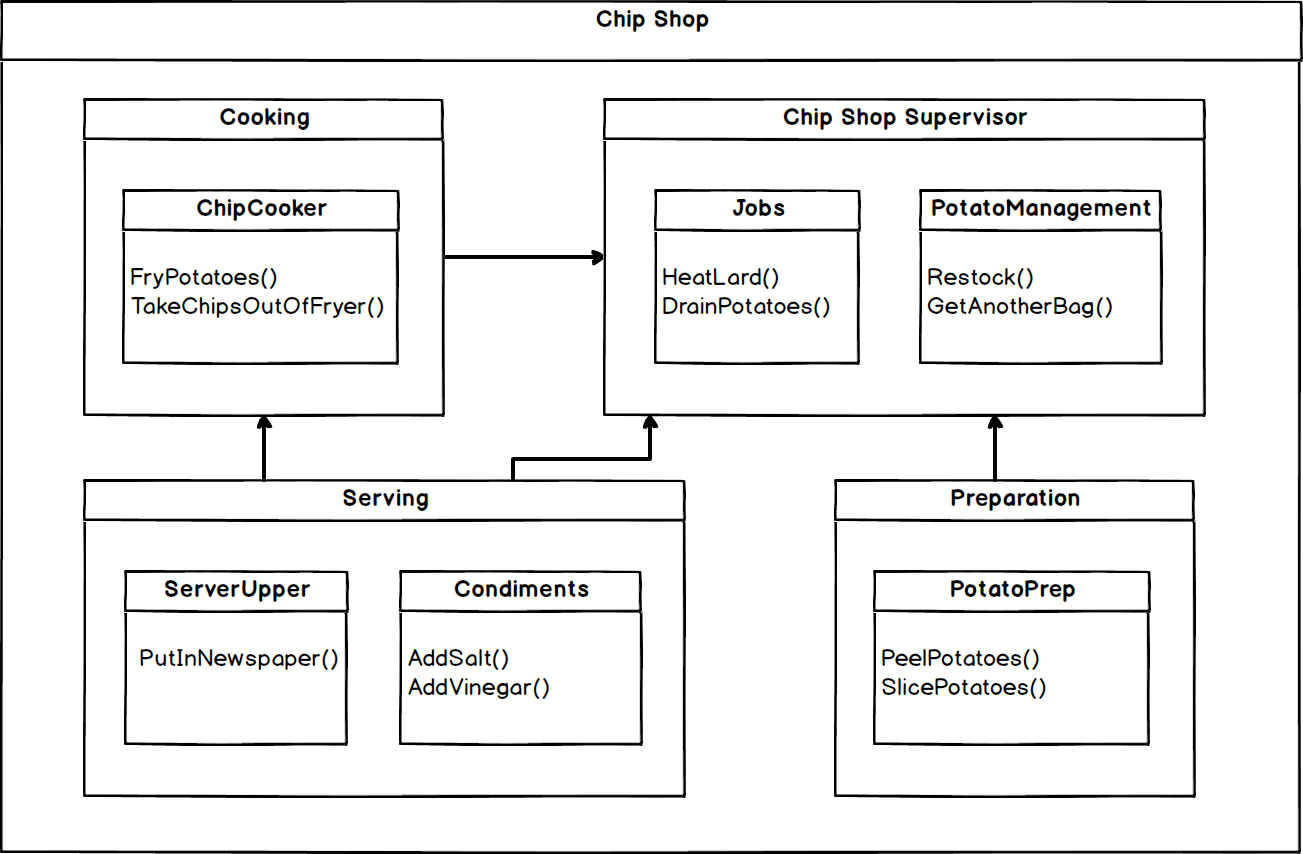 Chip Shop
Cooking
ChipCooker
FryPotatoes()
TakeChipsOutOfFryer()
Chip Shop Supervisor
Jobs
HeatLard()
DrainPotatoes()
PotatoManagement
Restock()
GetAnotherBag()
Serving
ServerUpper
PutInNewspaper()
Condiments
AddSalt()
AddVinegar()
Preparation
PotatoPrep
PeelPotatoes()
SlicePotatoes()